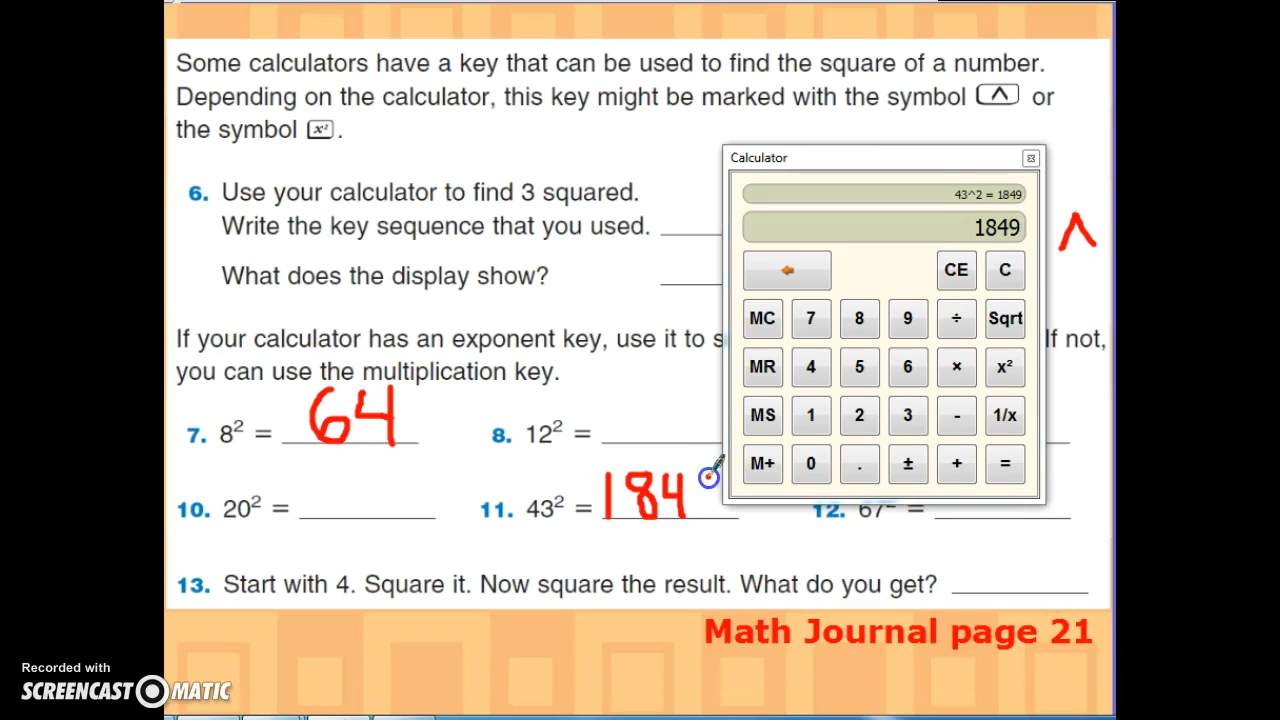 Some calculators have a key that can be used to find the square of a number.
Depending on the calculator, this key might be marked with the symbol ^ or
the symbol x².
6. Use your calculator to find 3 squared.
Write the key sequence that you used.
What does the display show?
If your calculator has an exponent key, use it to s
If not,
you can use the multiplication key.
7. 8² = 64
8. 12² =
10. 20² =
11. 43² = 184
12. 67² =
13. Start with 4. Square it. Now square the result. What do you get?
Calculator
43^2 = 1849
1849
CE C
MC 7 8 9 ÷ Sqrt
MR 4 5 6 × x²
MS 1 2 3 - 1/x
M+ 0 . ± + =
^
Math Journal page 21
Recorded with
SCREENCAST O MATIC